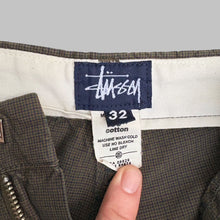 Stüssy
32
cotton
MACHINE WASH COLD
USE NO BLEACH
LINE DRY